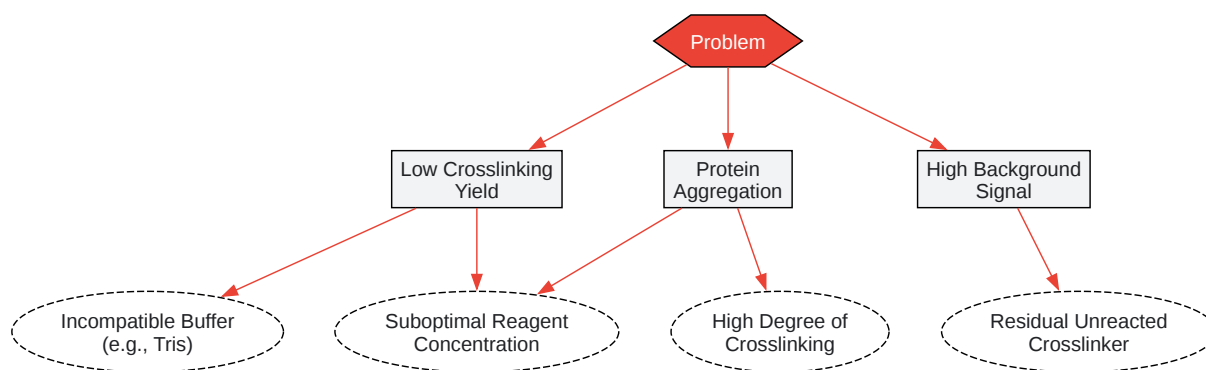 Problem
Low Crosslinking
Yield
Protein
Aggregation
High Background
Signal
Incompatible Buffer
(e.g., Tris)
Suboptimal Reagent
Concentration
High Degree of
Crosslinking
Residual Unreacted
Crosslinker